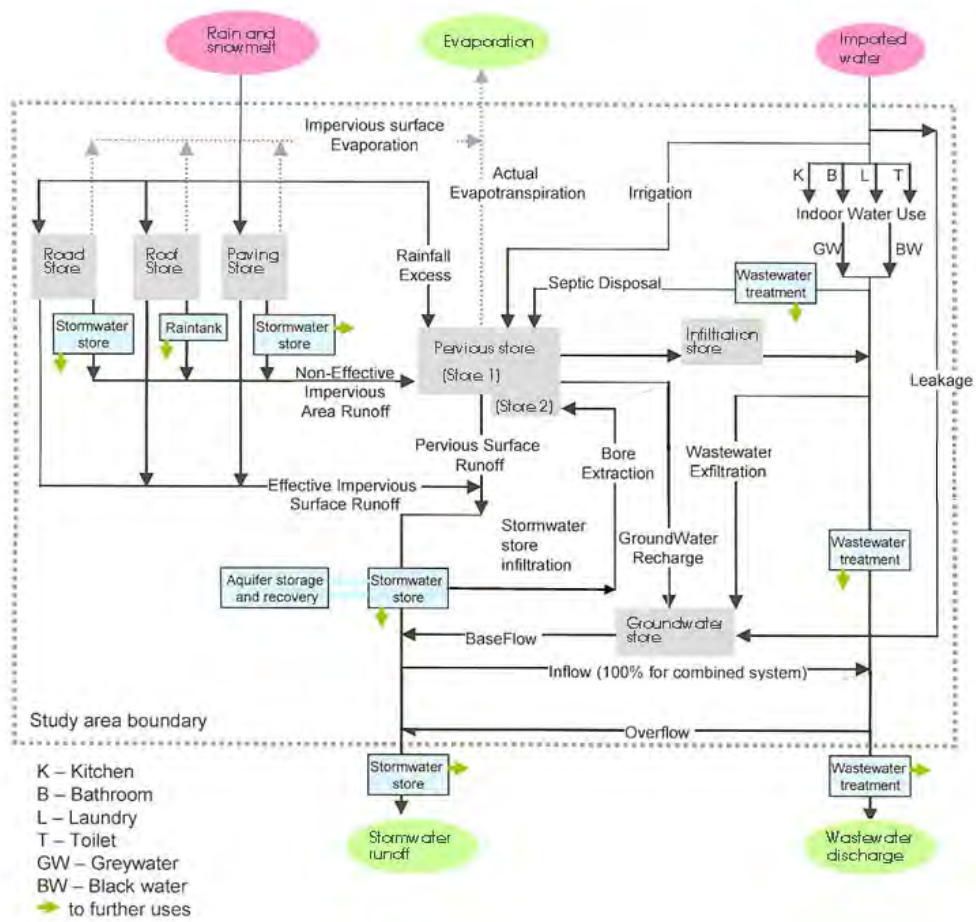 Rain and
snowmelt
Evaporation
Imported
water
Impervious surface
Evaporation
Actual
Evapotranspiration
Irrigation
K B L T
Indoor Water Use
GW BW
Road
Store
Roof
Store
Paving
Store
Rainfall
Excess
Septic Disposal
Wastewater
treatment
Stormwater
store
Raintank
Stormwater
store
Pervious store
(Store 1)
(Store 2)
Infiltration
store
Leakage
Non-Effective
Impervious
Area Runoff
Pervious Surface
Runoff
Bore
Extraction
Wastewater
Exfiltration
Effective Impervious
Surface Runoff
Stormwater
store
infiltration
GroundWater
Recharge
Wastewater
treatment
Aquifer storage
and recovery
Stormwater
store
Groundwater
store
BaseFlow
Inflow (100% for combined system)
Study area boundary
Overflow
K – Kitchen
B – Bathroom
L – Laundry
T – Toilet
GW – Greywater
BW – Black water
to further uses
Stormwater
store
Wastewater
treatment
Stormwater
runoff
Wastewater
discharge